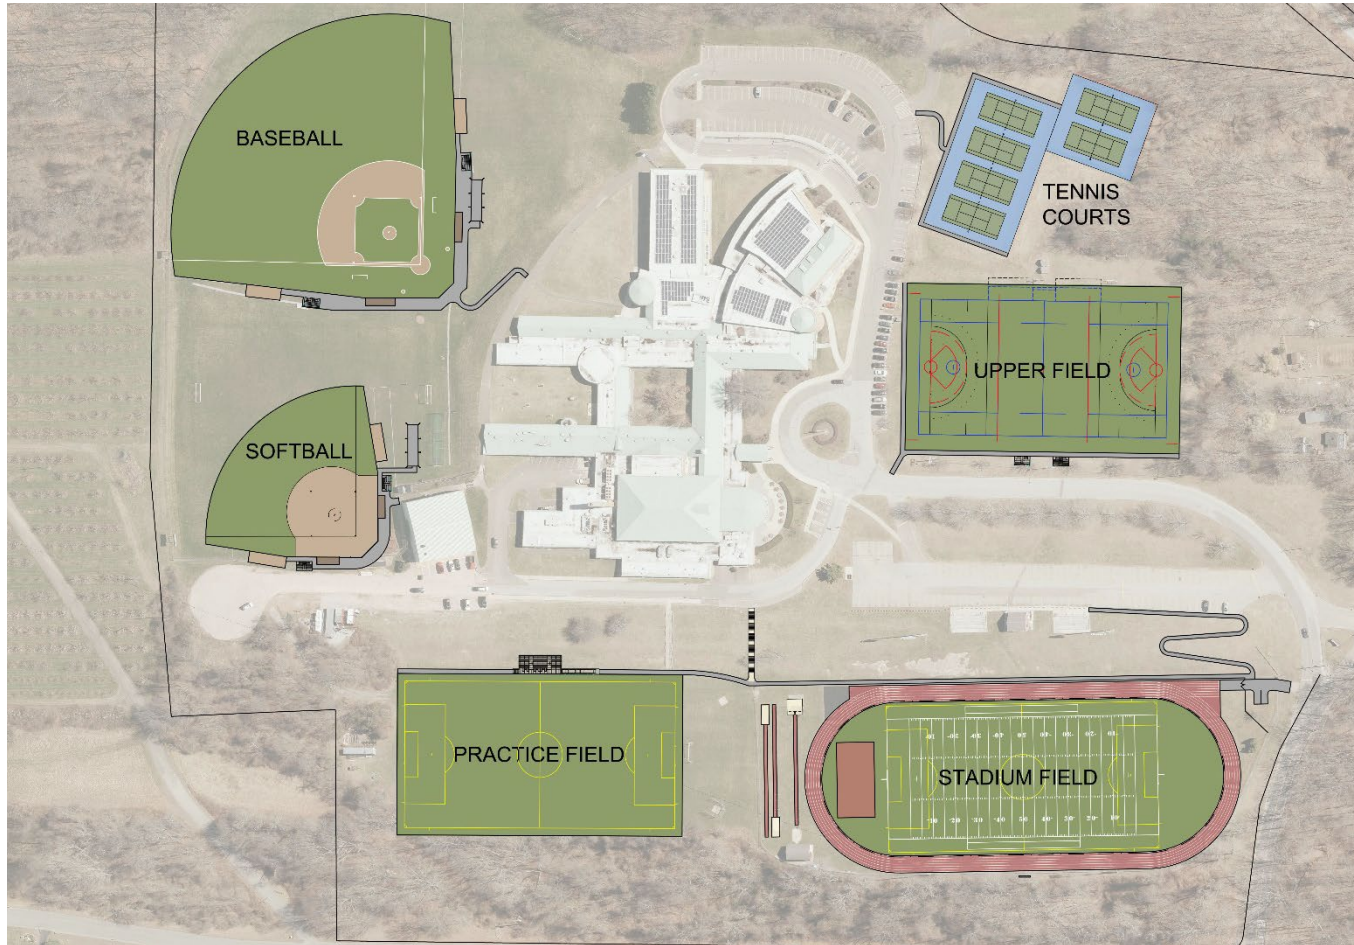 BASEBALL
TENNIS
COURTS
UPPER FIELD
SOFTBALL
PRACTICE FIELD
STADIUM FIELD